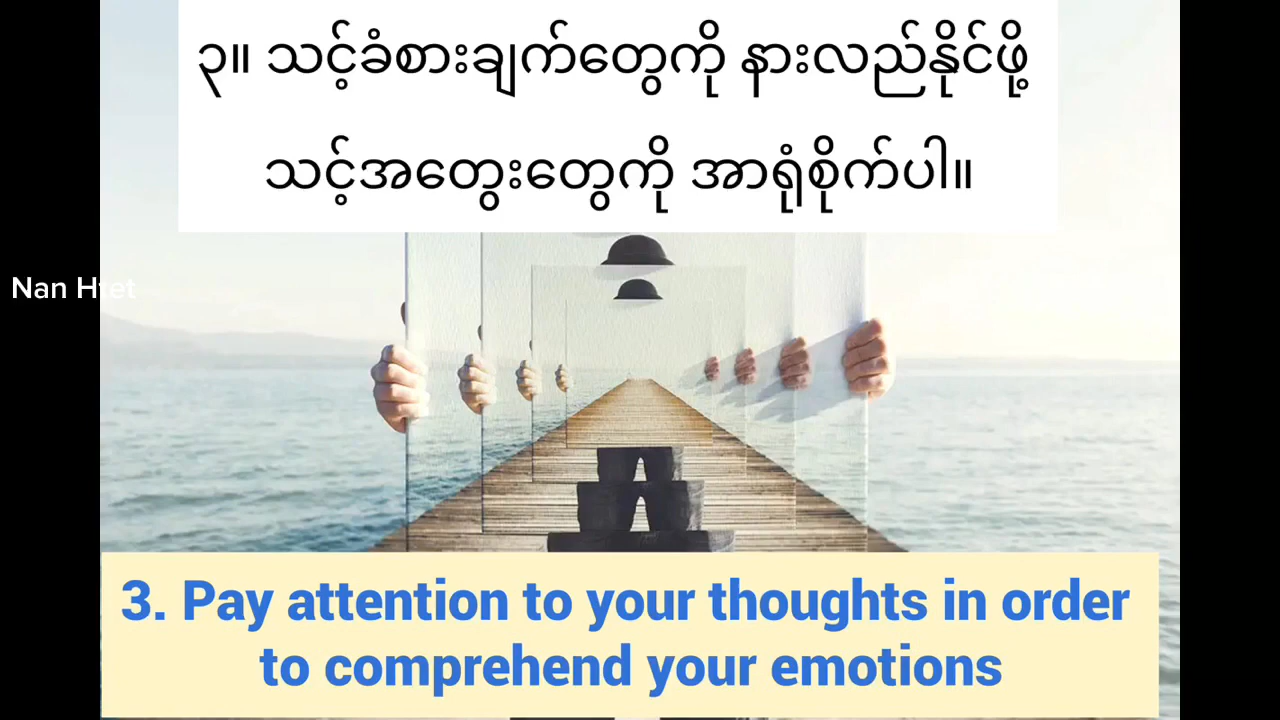 ၃။ သင့်ခံစားချက်တွေကို နားလည်နိုင်ဖို့
သင့်အတွေးတွေကို အာရုံစိုက်ပါ။
Nan Htet
3. Pay attention to your thoughts in order
to comprehend your emotions